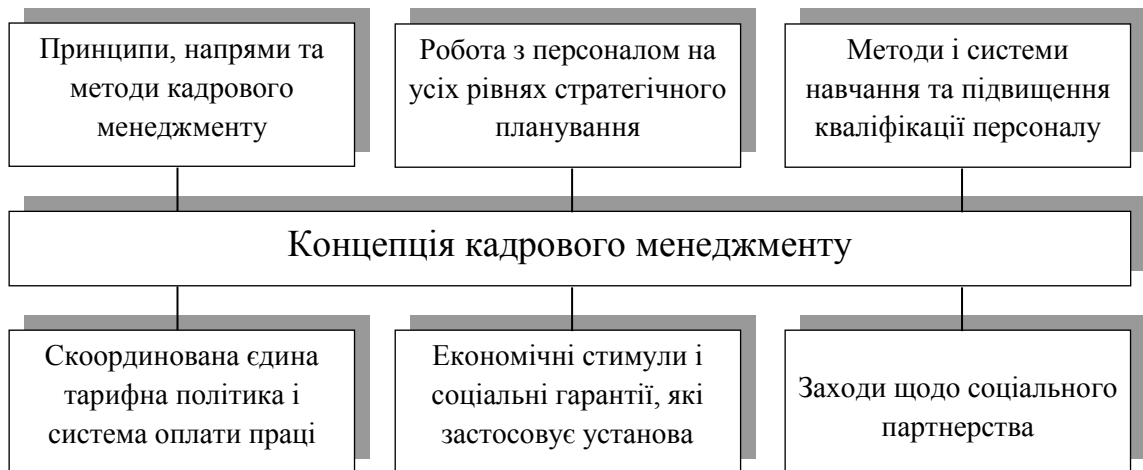 Принципи, напрями та
методи кадрового
менеджменту
Робота з персоналом на
усіх рівнях стратегічного
планування
Методи і системи
навчання та підвищення
кваліфікації персоналу
Концепція кадрового менеджменту
Скоординована єдина
тарифна політика і
система оплати праці
Економічні стимули і
соціальні гарантії, які
застосовує установа
Заходи щодо соціального
партнерства